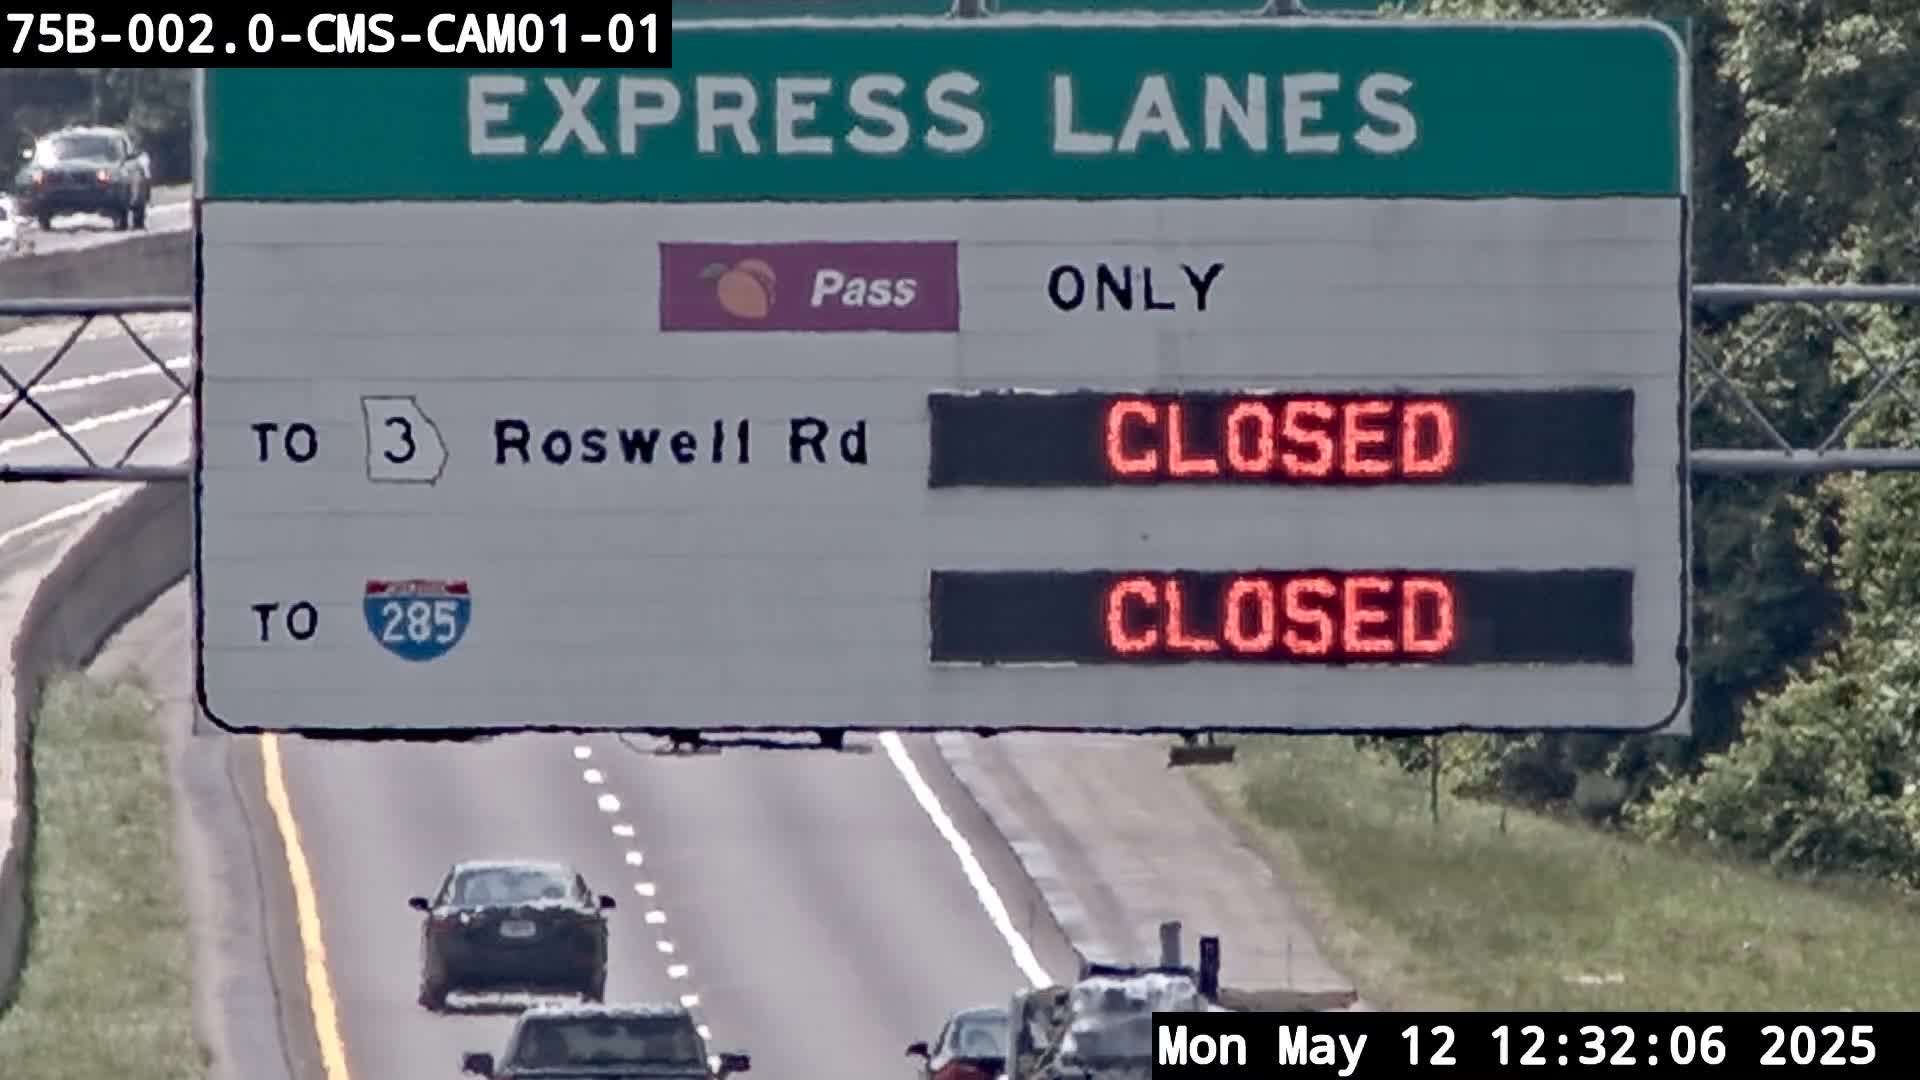 75B-002.0-CMS-CAM01-01
EXPRESS LANES
Pass ONLY
TO 3 Roswell Rd CLOSED
TO 285 CLOSED
Mon May 12 12:32:06 2025